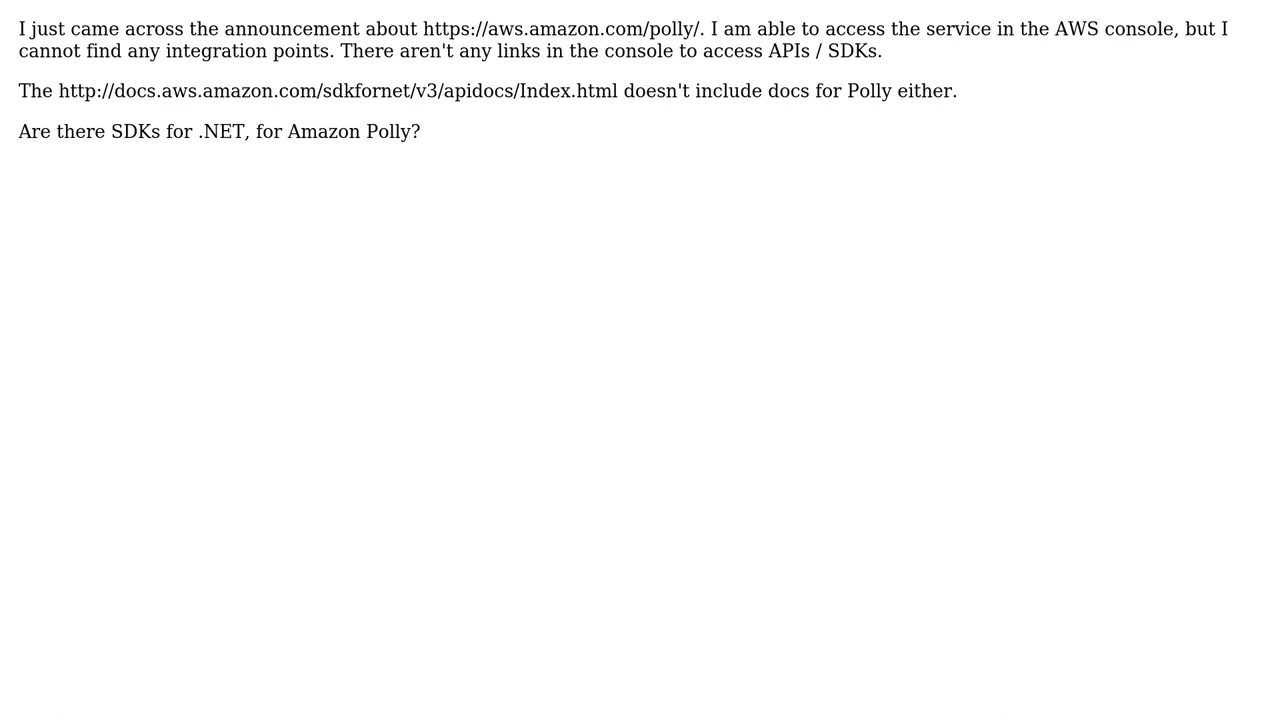 I just came across the announcement about https://aws.amazon.com/polly/. I am able to access the service in the AWS console, but I
cannot find any integration points. There aren't any links in the console to access APIs / SDKs.
The http://docs.aws.amazon.com/sdkfornet/v3/apidocs/Index.html doesn't include docs for Polly either.
Are there SDKs for .NET, for Amazon Polly?